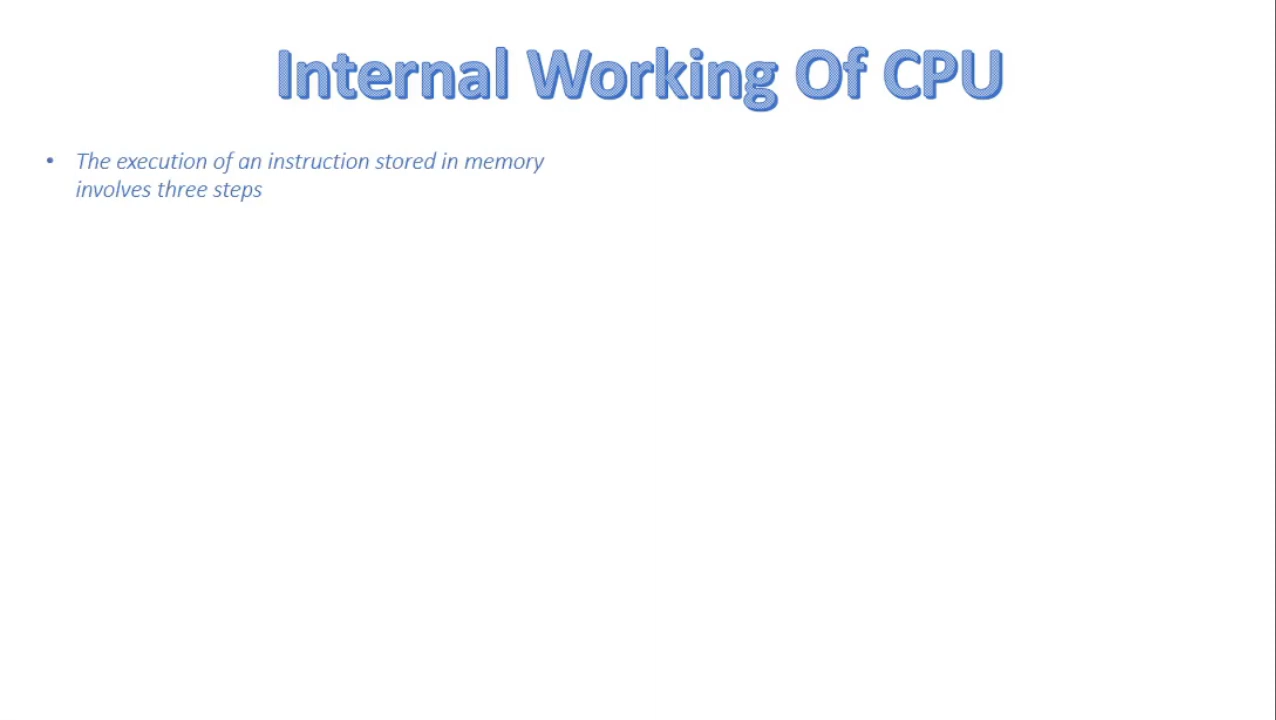 Internal Working Of CPU
• The execution of an instruction stored in memory
involves three steps